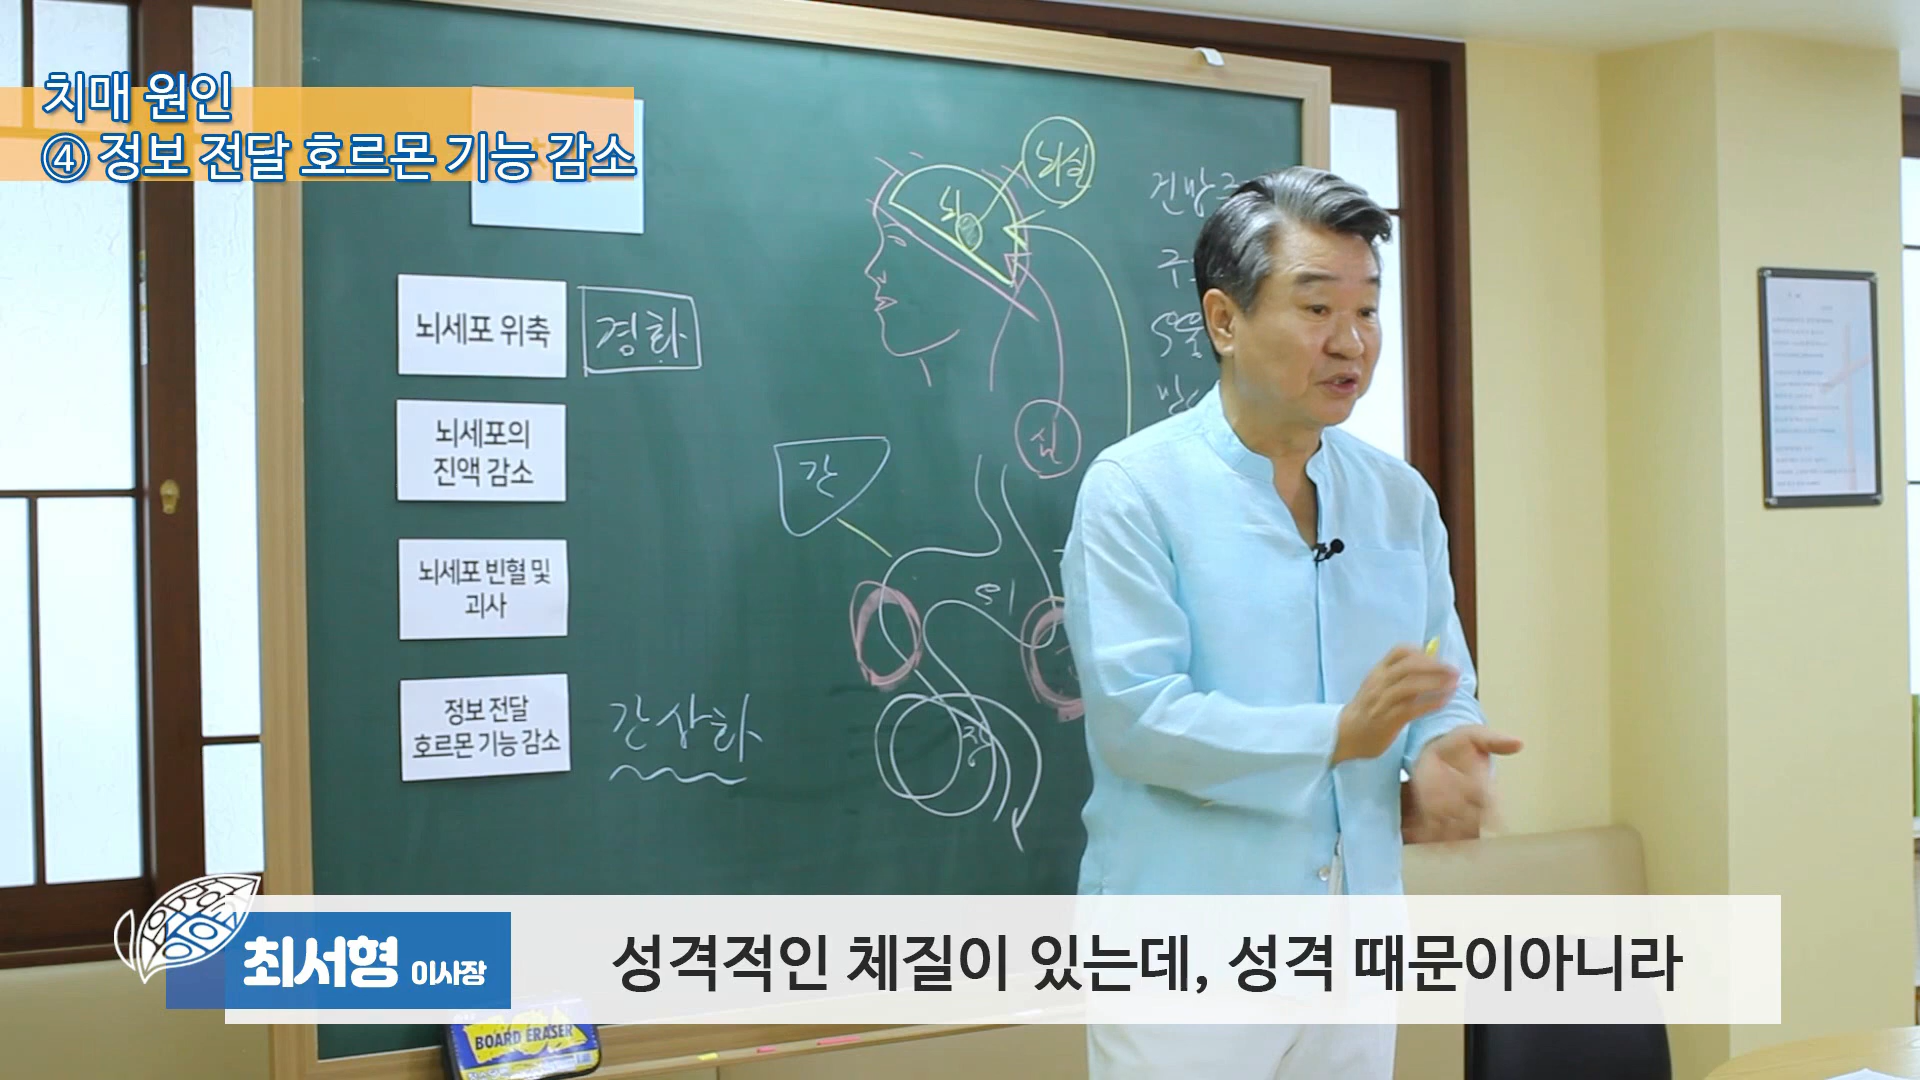 치매 원인
④ 정보 전달 호르몬 기능 감소
뇌세포 위축
경화
뇌세포의
진액 감소
뇌세포 빈혈 및
괴사
정보 전달
호르몬 기능 감소
간상화
뇌
심
간
위
건망
구
최서형 이사장
성격적인 체질이 있는데, 성격 때문이아니라
BOARD ERASER